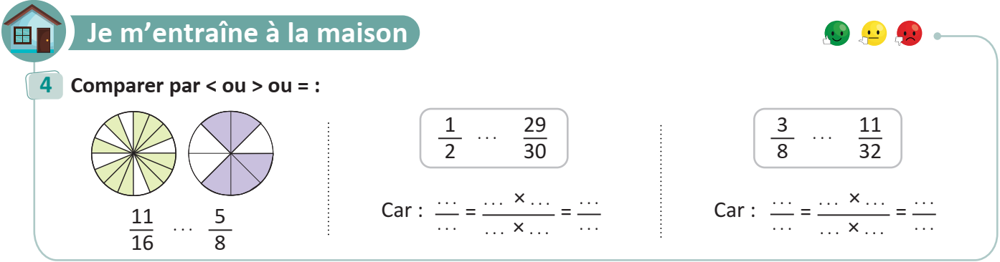 Je m’entraîne à la maison
4 Comparer par < ou > ou = :
11/16 ... 5/8
1/2 ... 29/30
Car : .../... = ... × .../... × ... = .../...
3/8 ... 11/32
Car : .../... = ... × .../... × ... = .../...